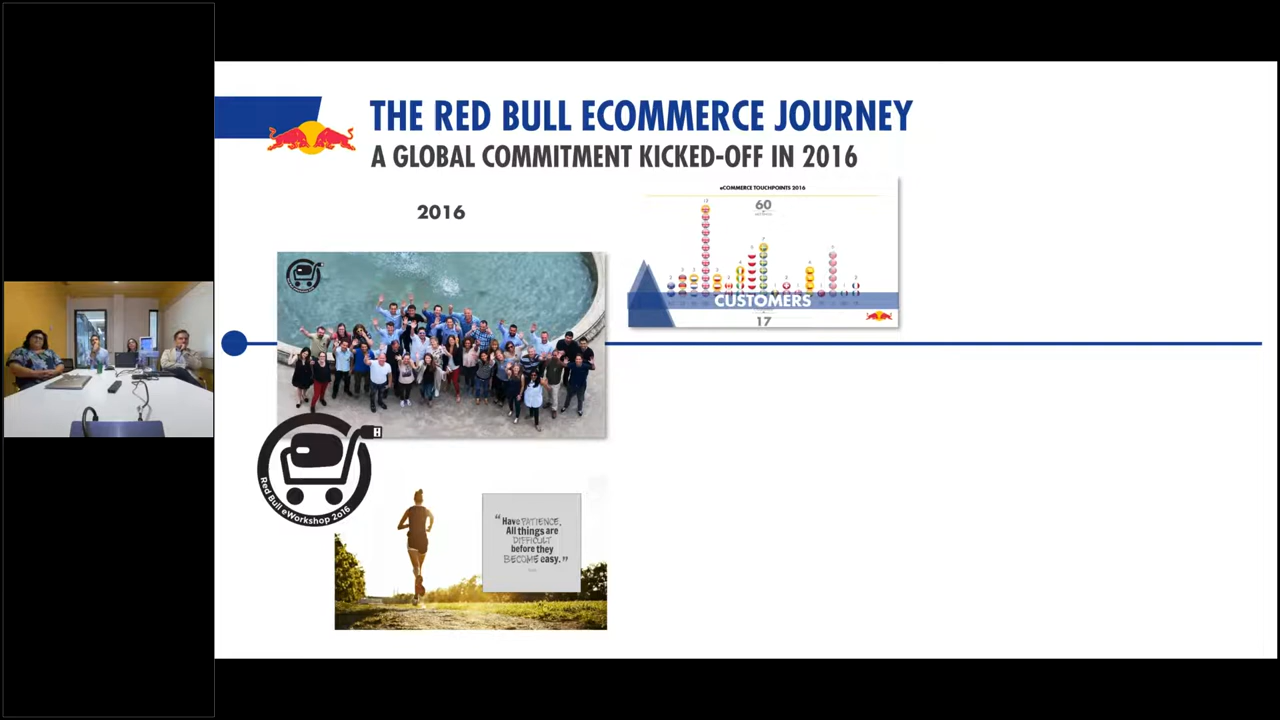 THE RED BULL ECOMMERCE JOURNEY
A GLOBAL COMMITMENT KICKED-OFF IN 2016
2016
eCOMMERCE TOUCHPOINTS 2016
60
CUSTOMERS
17
Red Bull eWorkshop 2016
“Have PATIENCE,
All things are
DIFFICULT
before they
BECOME easy.”